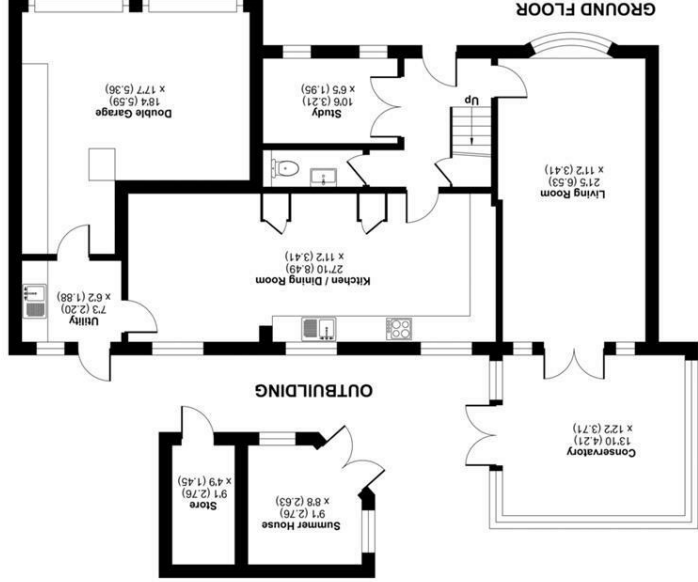 Summer House
9'1 (2.76)
x 8'8 (2.63)
Store
9'1 (2.76)
x 4'9 (1.45)
Conservatory
13'10 (4.21)
x 12'2 (3.71)
OUTBUILDING
Utility
7'3 (2.20)
x 6'2 (1.88)
Kitchen / Dining Room
27'10 (8.49)
x 11'2 (3.41)
Living Room
21'5 (6.53)
x 11'2 (3.41)
Up
Study
10'6 (3.21)
x 6'5 (1.95)
Double Garage
18'4 (5.59)
x 17'7 (5.36)
GROUND FLOOR